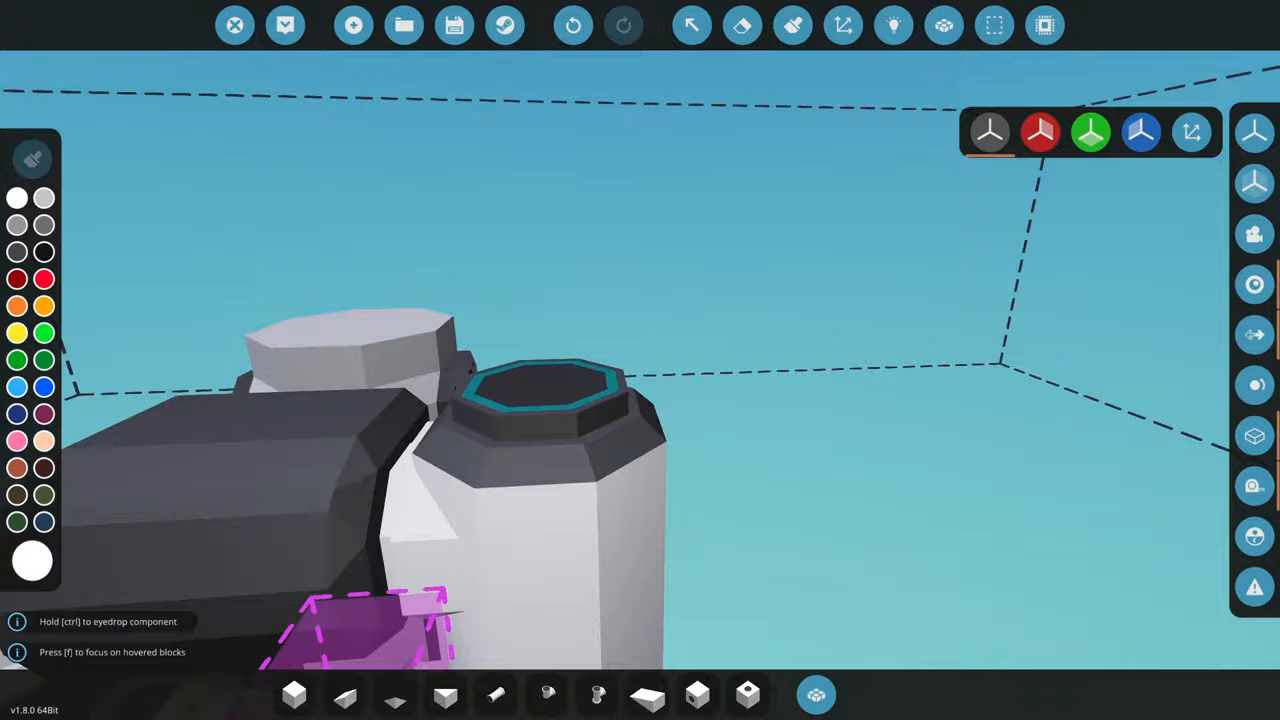 Hold [ctrl] to eyedrop component
Press [f] to focus on hovered blocks
v1.8.0 64Bit